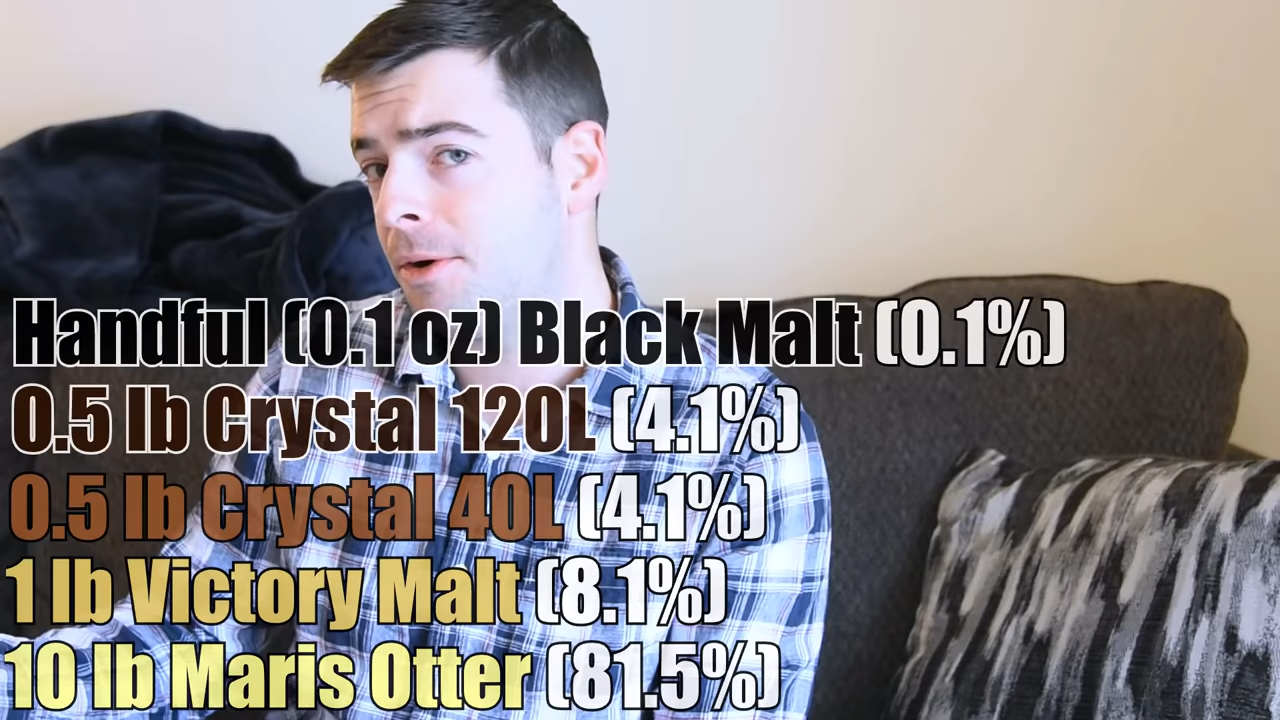 Handful (0.1 oz) Black Malt (0.1%)
0.5 lb Crystal 120L (4.1%)
0.5 lb Crystal 40L (4.1%)
1 lb Victory Malt (8.1%)
10 lb Maris Otter (81.5%)